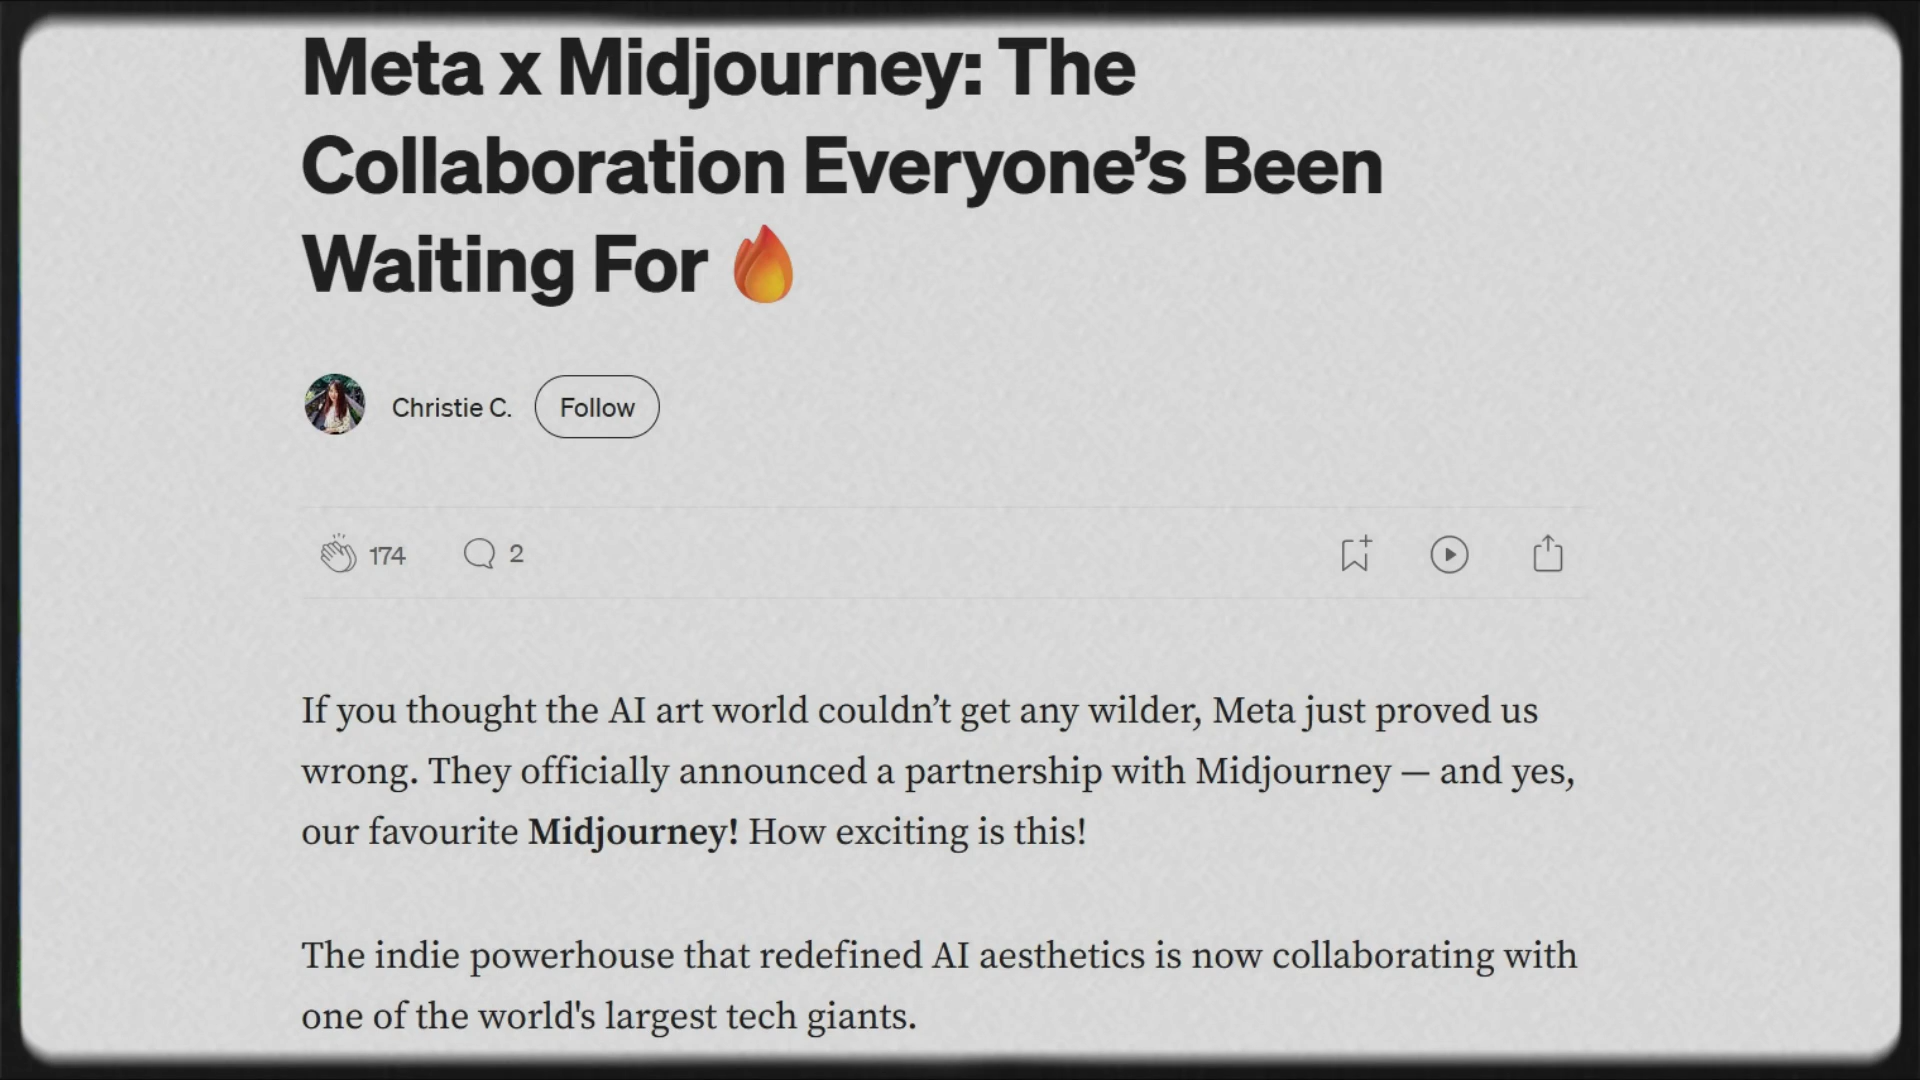 Meta x Midjourney: The
Collaboration Everyone’s Been
Waiting For 🔥
Christie C. Follow
174 2
If you thought the AI art world couldn’t get any wilder, Meta just proved us
wrong. They officially announced a partnership with Midjourney — and yes,
our favourite Midjourney! How exciting is this!
The indie powerhouse that redefined AI aesthetics is now collaborating with
one of the world's largest tech giants.